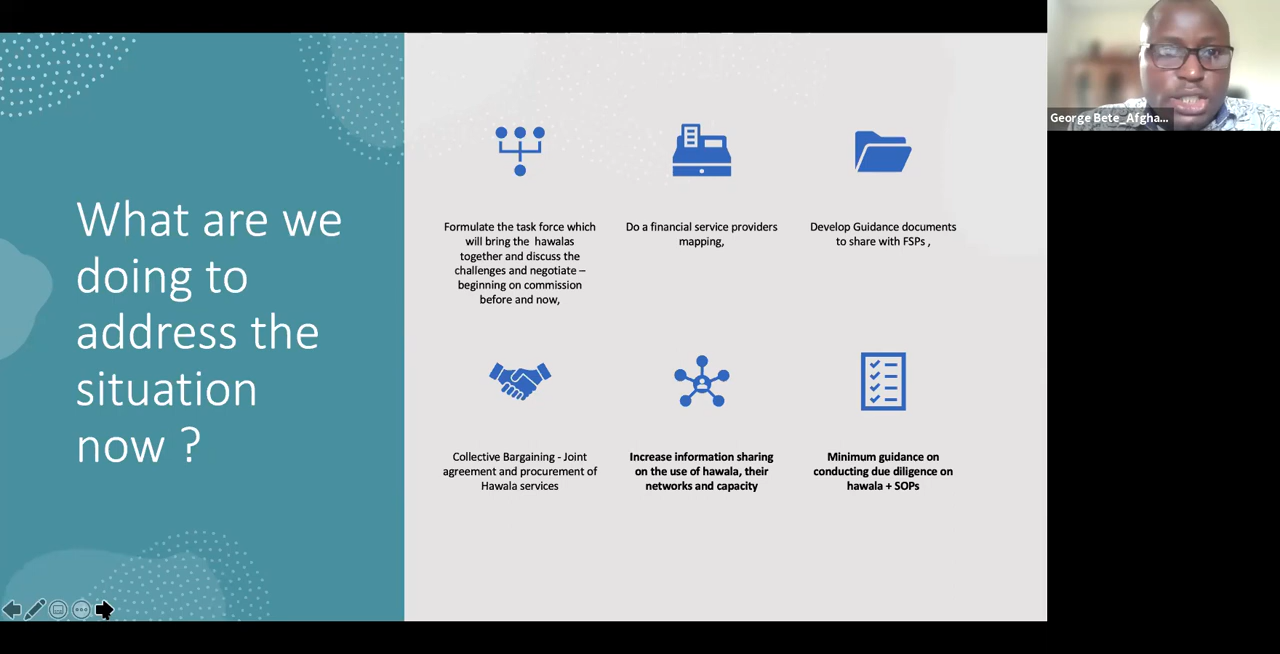 What are we
doing to
address the
situation
now ?
Formulate the task force which
will bring the hawalas
together and discuss the
challenges and negotiate –
beginning on commission
before and now,
Do a financial service providers
mapping,
Develop Guidance documents
to share with FSPs ,
Collective Bargaining - Joint
agreement and procurement of
Hawala services
Increase information sharing
on the use of hawala, their
networks and capacity
Minimum guidance on
conducting due diligence on
hawala + SOPs
George Bete_Afgha...